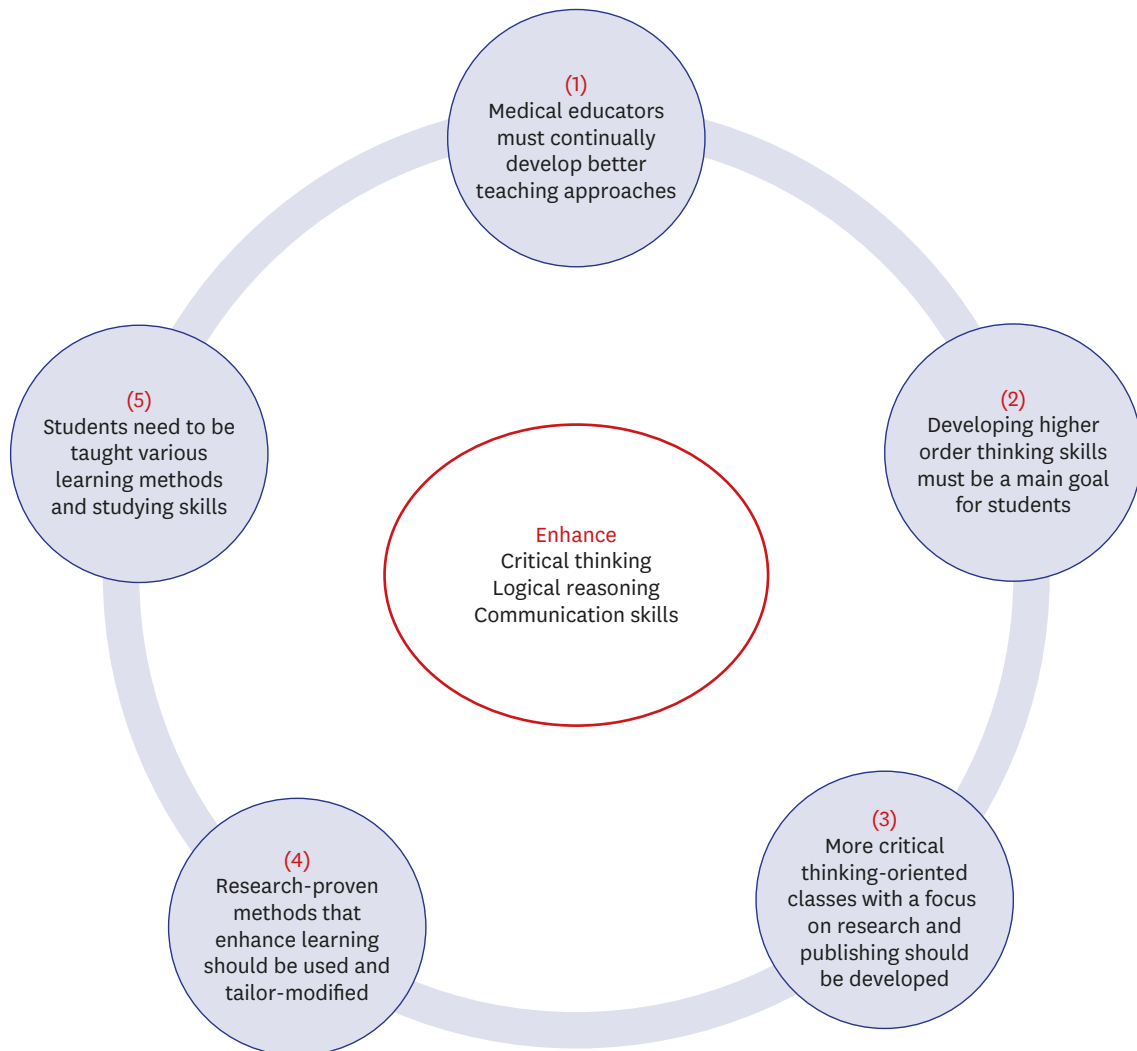 (1)
Medical educators
must continually
develop better
teaching approaches
(2)
Developing higher
order thinking skills
must be a main goal
for students
(3)
More critical
thinking-oriented
classes with a focus
on research and
publishing should
be developed
(4)
Research-proven
methods that
enhance learning
should be used and
tailor-modified
(5)
Students need to be
taught various
learning methods
and studying skills
Enhance
Critical thinking
Logical reasoning
Communication skills